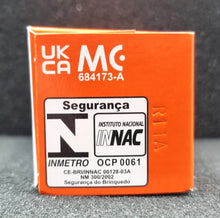 UK
CA
MC
684173-A
Segurança
N
INMETRO
INSTITUTO NACIONAL
INNAC
OCP 0061
CE-BRI/INNAC 00128-03A
NM 300/2002
Segurança do Brinquedo